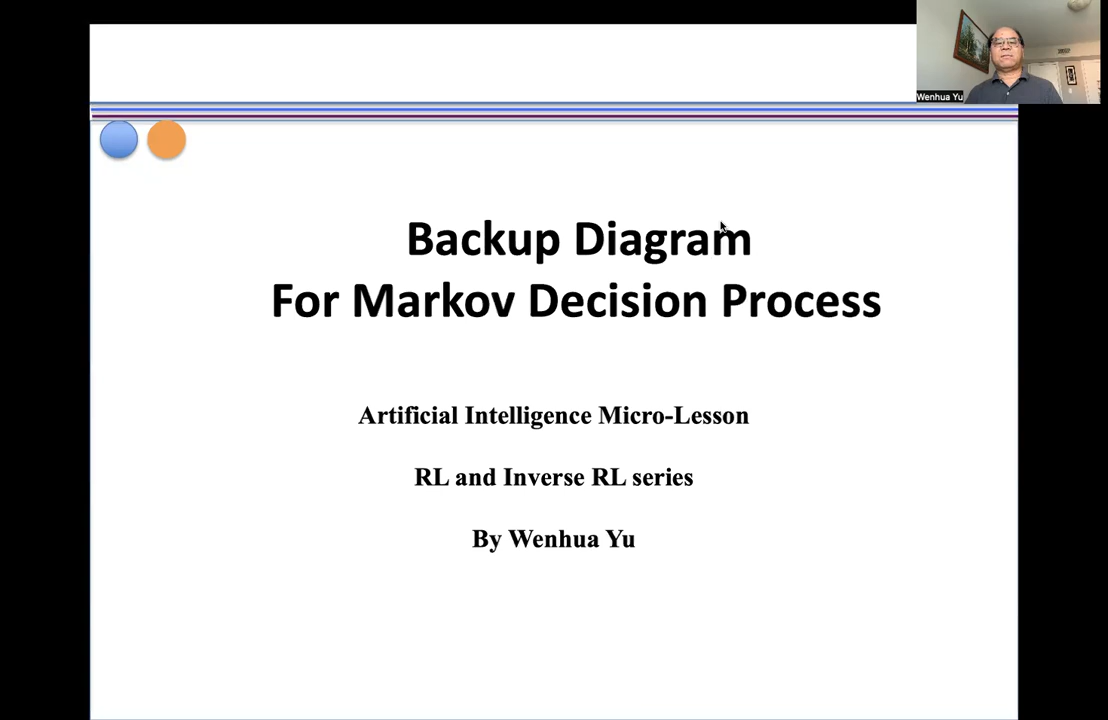 Wenhua Yu
Backup Diagram
For Markov Decision Process
Artificial Intelligence Micro-Lesson
RL and Inverse RL series
By Wenhua Yu